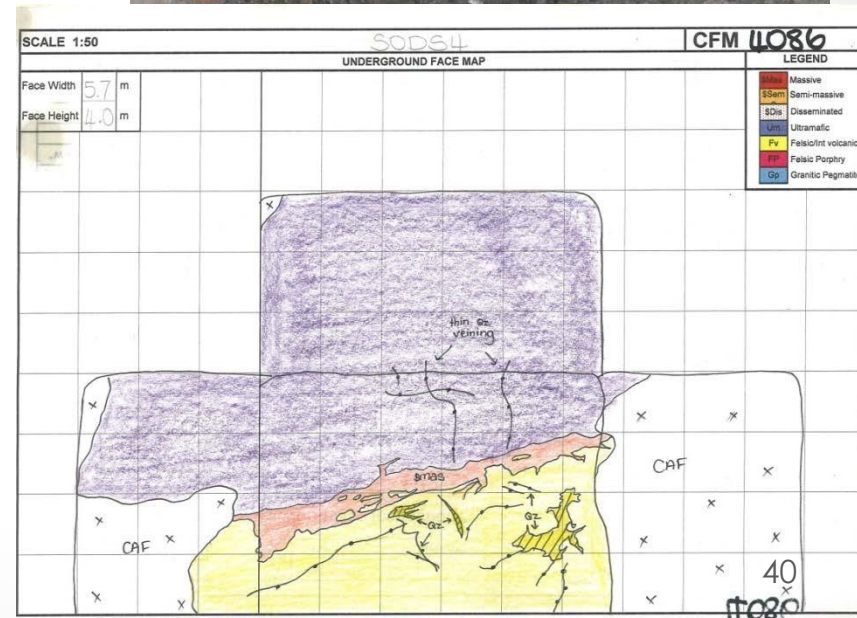 SCALE 1:50 SODS4 CFM 4086
UNDERGROUND FACE MAP LEGEND
Face Width 5.7 m
Face Height 4.0 m
$Mas Massive
$Sem Semi-massive
$Dis Disseminated
Um Ultramafic
Fv Felsic/Int volcanic
FP Felsic Porphry
Gp Granitic Pegmatite
thin Qz
veining
$mas
CAF
Qz
Qz
CAF
40